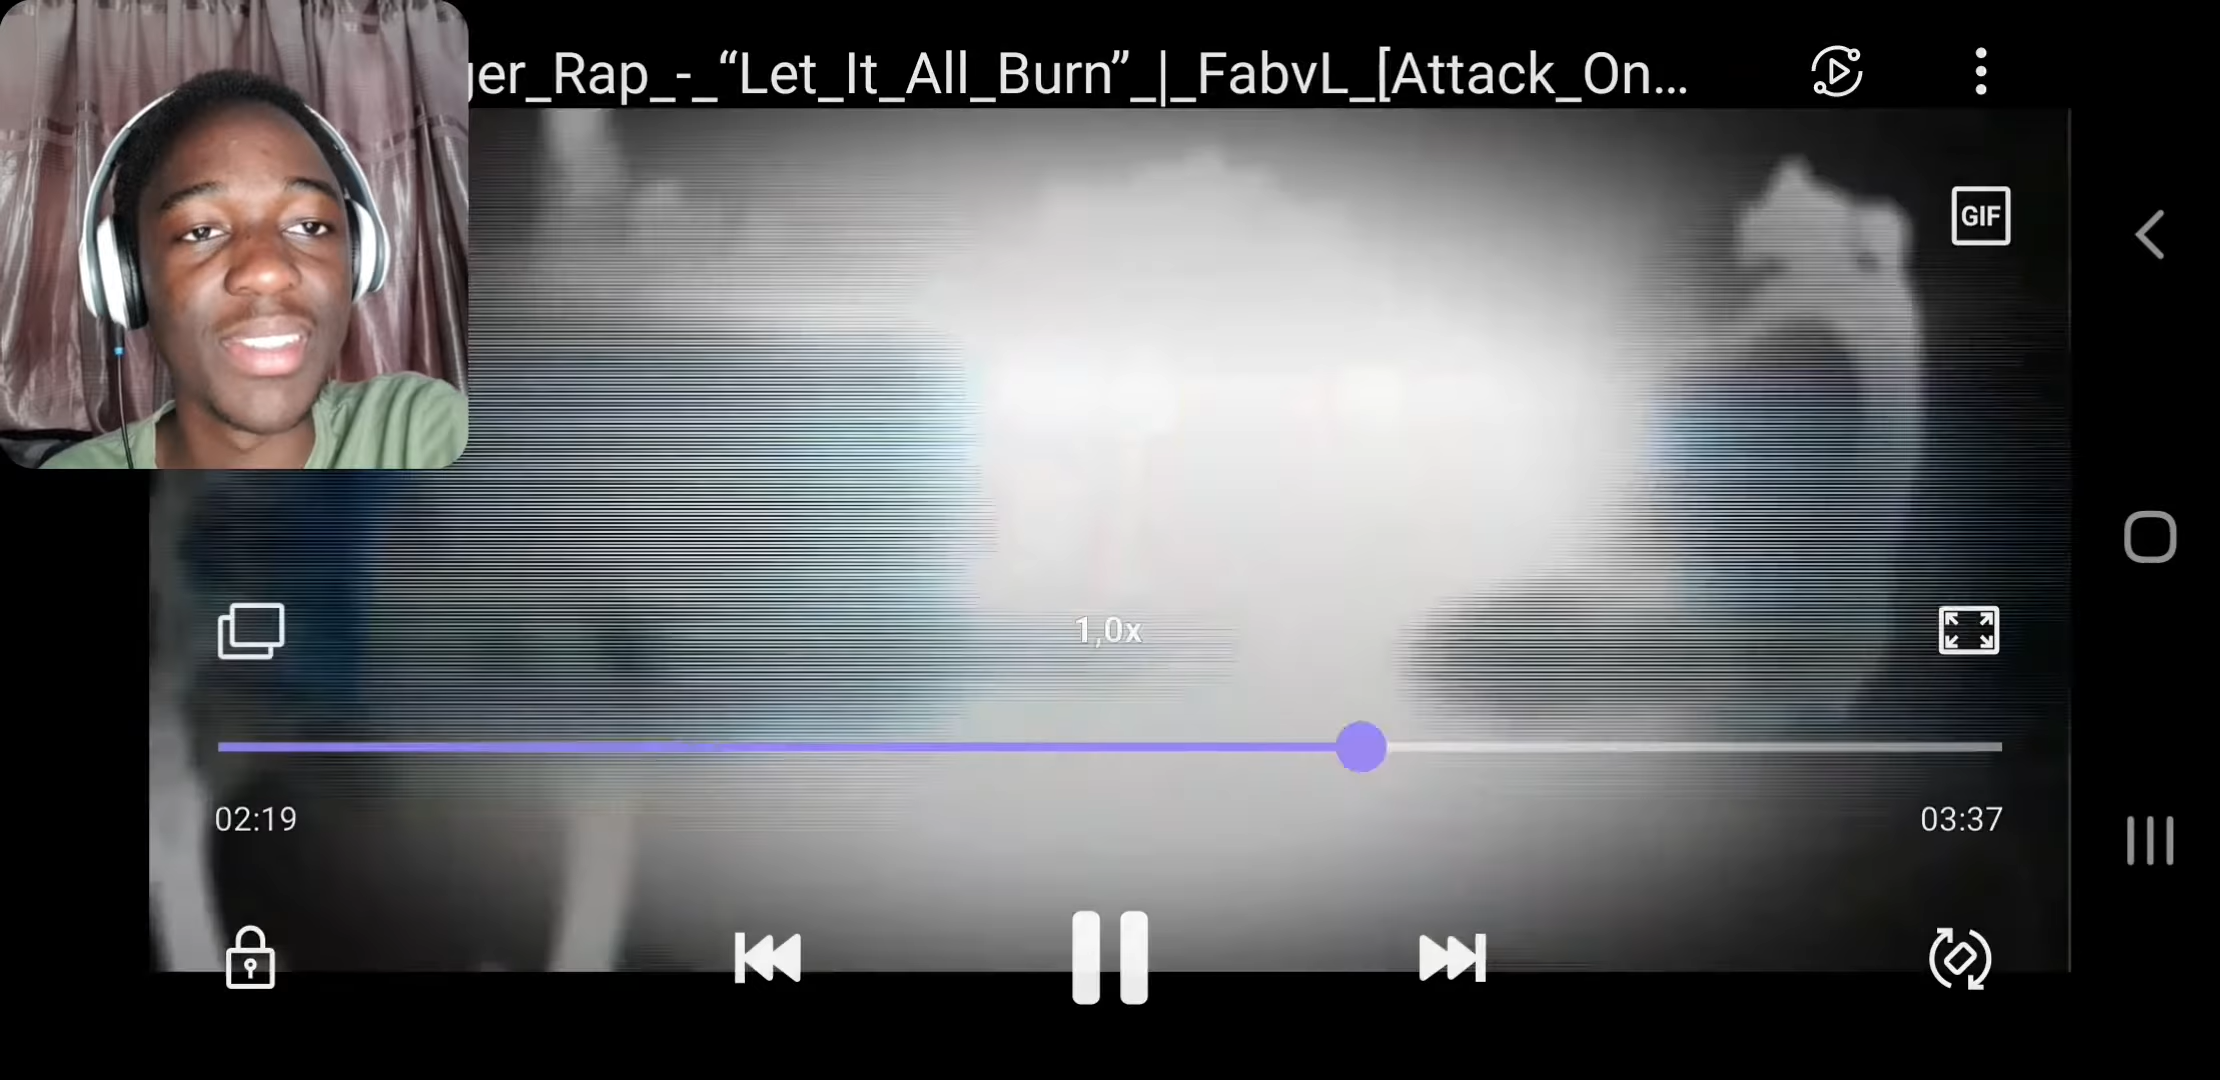 ger_Rap_-_“Let_It_All_Burn”_|_FabvL_[Attack_On...
GIF
1,0x
02:19
03:37